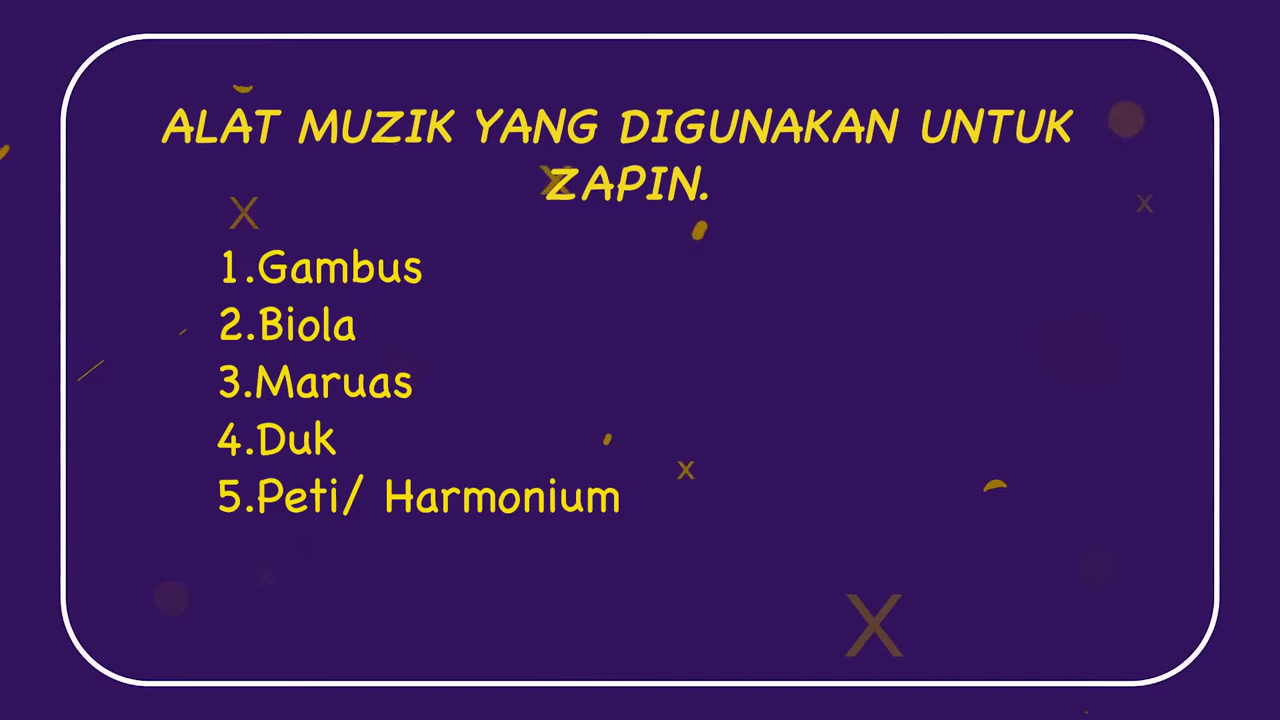 ALAT MUZIK YANG DIGUNAKAN UNTUK
ZAPIN.
1.Gambus
2.Biola
3.Maruas
4.Duk
5.Peti/ Harmonium